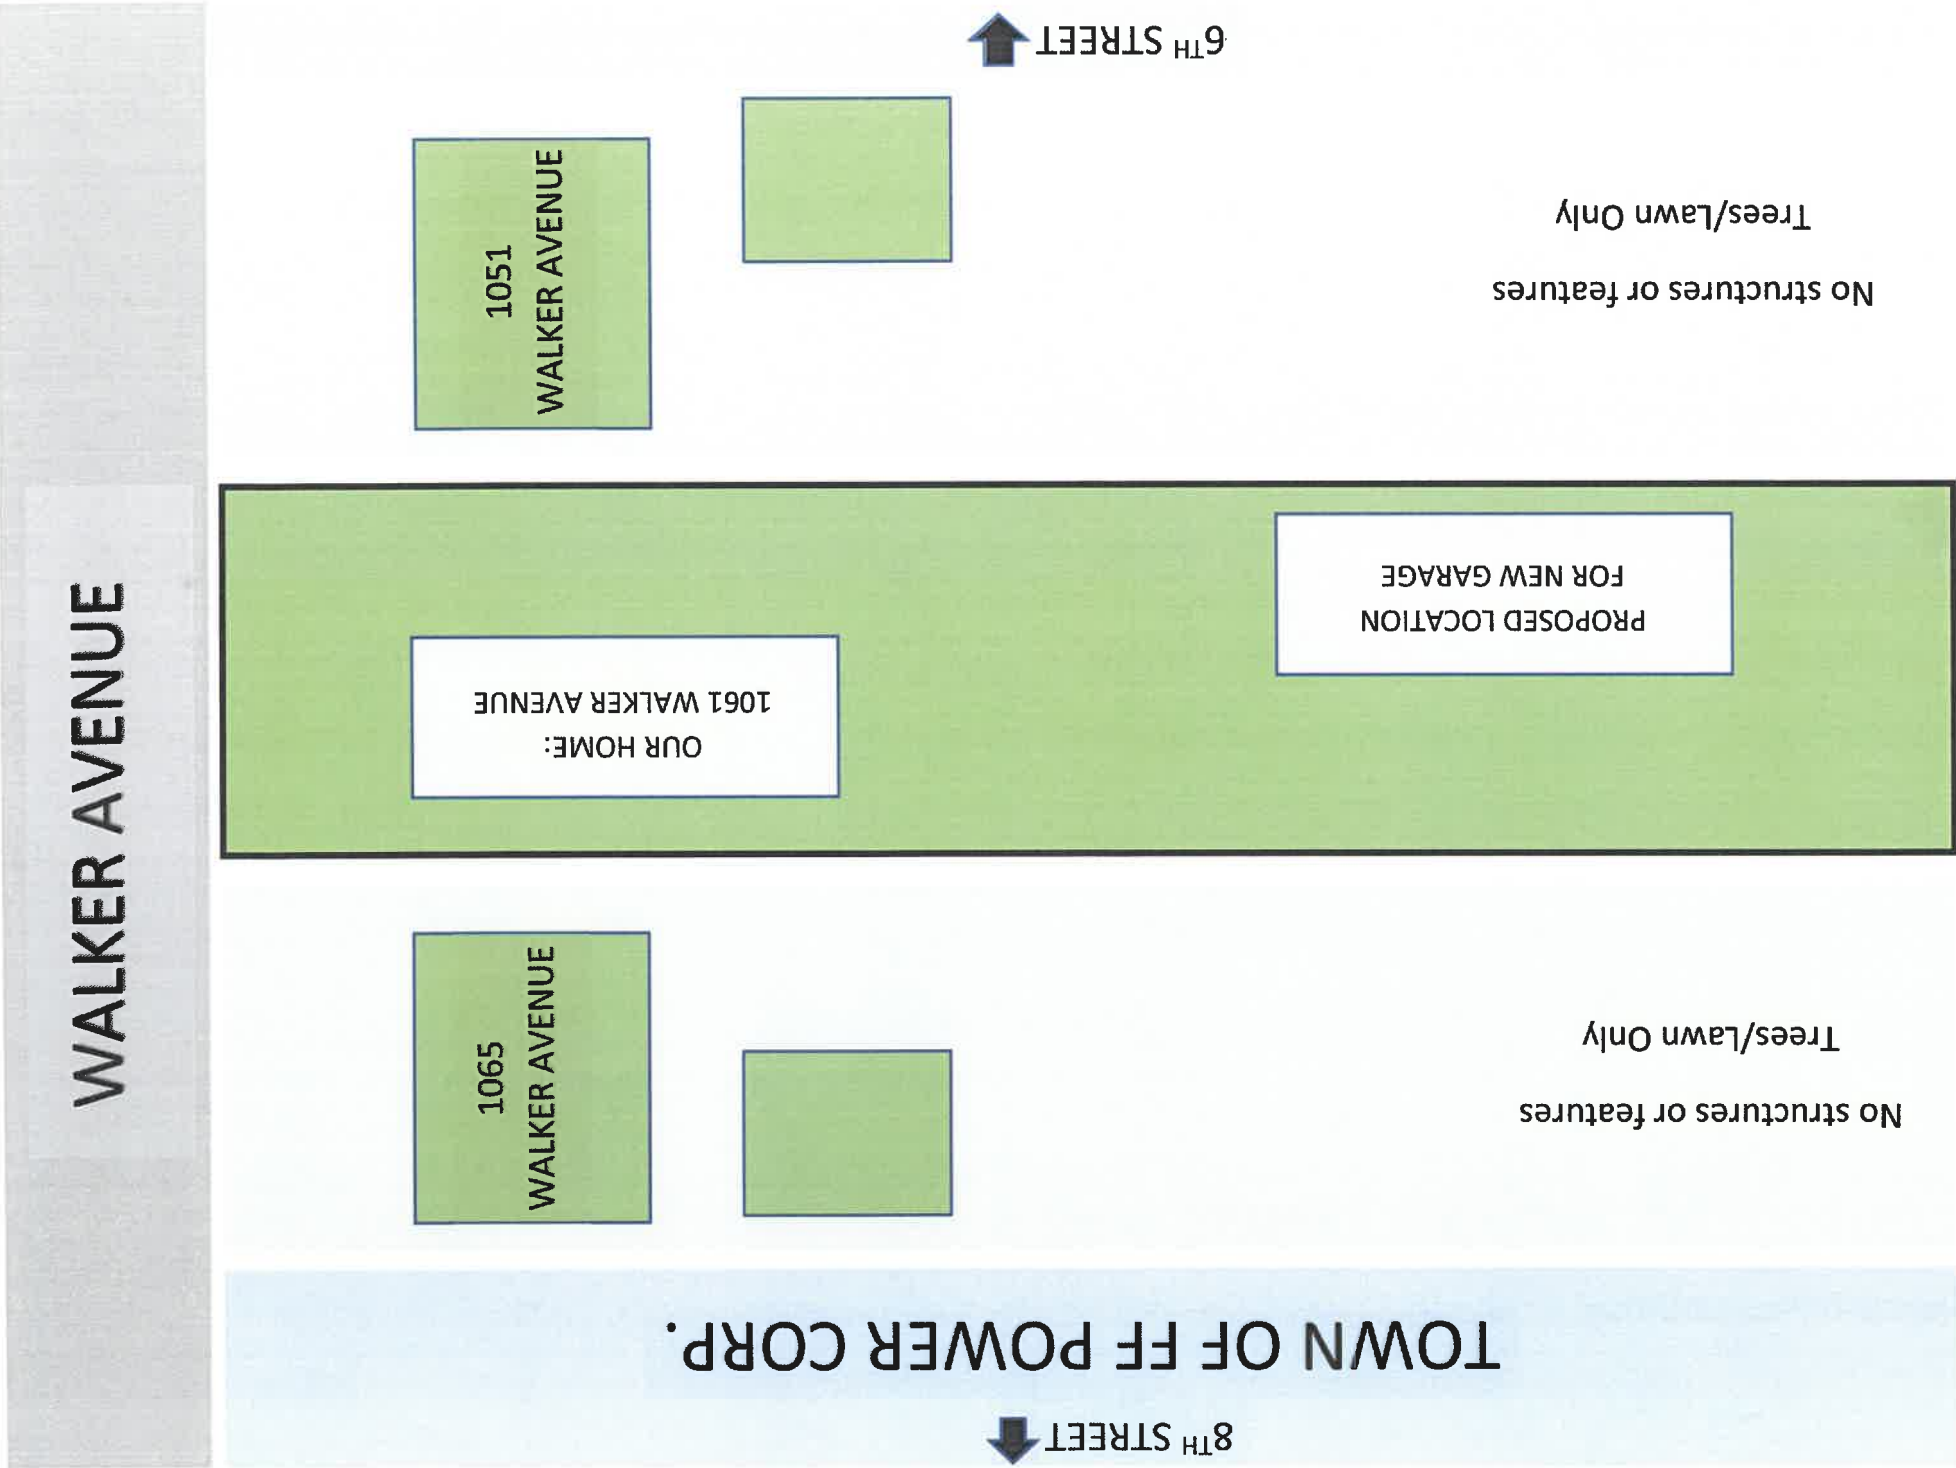 8TH STREET
TOWN OF FF POWER CORP.
No structures or features
Trees/Lawn Only
1065
WALKER AVENUE
OUR HOME:
1061 WALKER AVENUE
PROPOSED LOCATION
FOR NEW GARAGE
WALKER AVENUE
No structures or features
Trees/Lawn Only
1051
WALKER AVENUE
6TH STREET